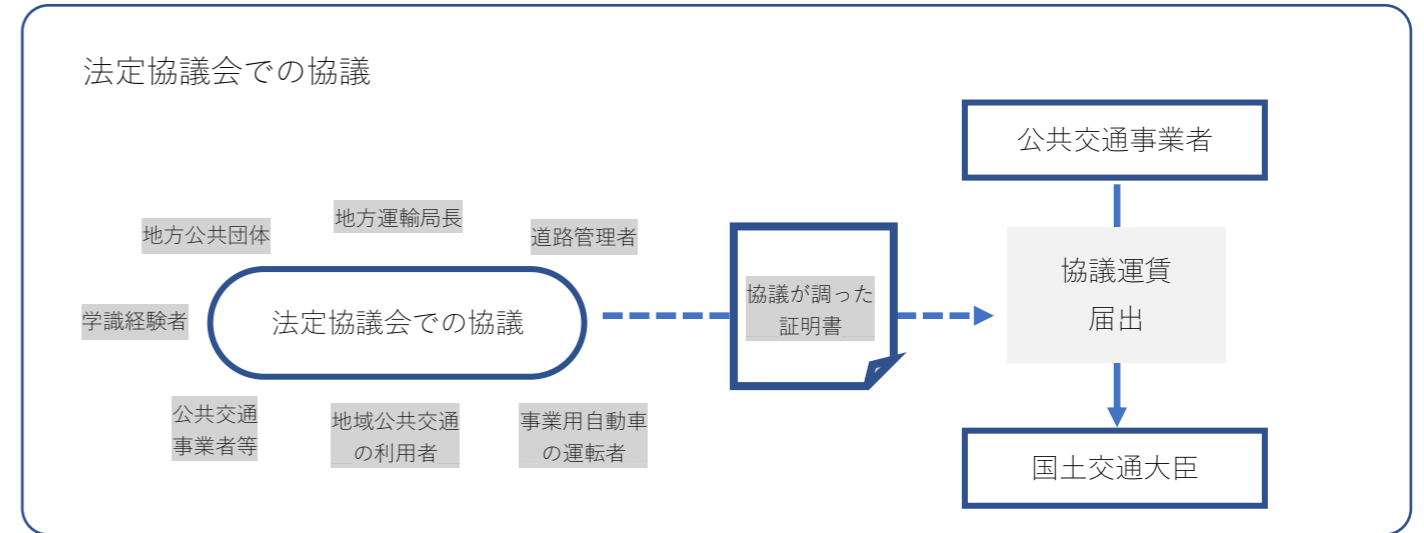 法定協議会での協議
公共交通事業者
地方公共団体
地方運輸局長
道路管理者
学識経験者
法定協議会での協議
協議が調った
証明書
協議運賃
届出
公共交通
事業者等
地域公共交通
の利用者
事業用自動車
の運転者
国土交通大臣